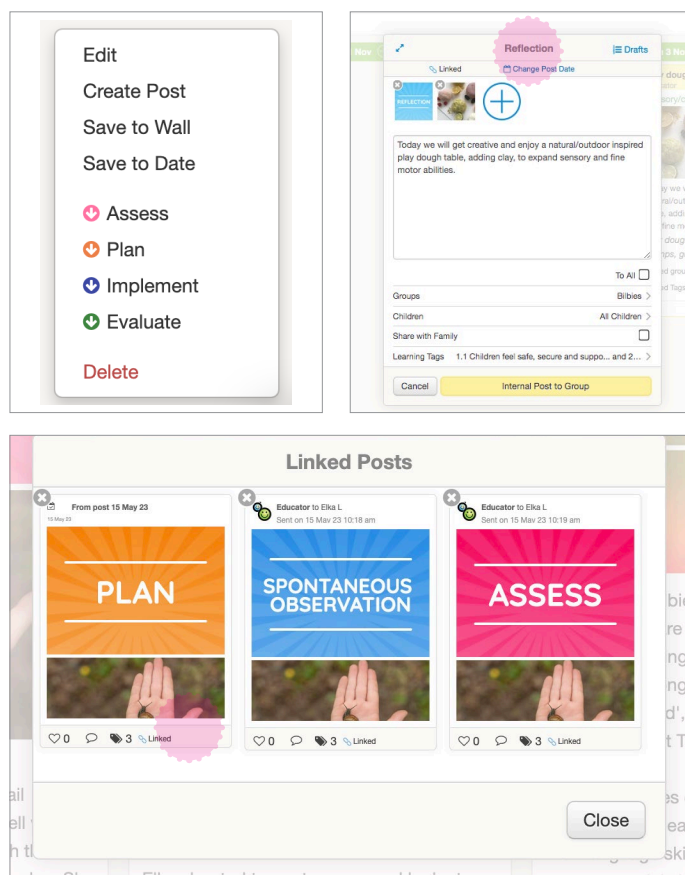 Edit
Create Post
Save to Wall
Save to Date
Assess
Plan
Implement
Evaluate
Delete
Nov
Reflection
Drafts
3 Nov
Linked
Change Post Date
REFLECTION
Today we will get creative and enjoy a natural/outdoor inspired
play dough table, adding clay, to expand sensory and fine
motor abilities.
To All
Groups Bilbies >
Children All Children >
Share with Family
Learning Tags 1.1 Children feel safe, secure and suppo... and 2... >
Cancel
Internal Post to Group
Linked Posts
From post 15 May 23
15 May 23
PLAN
0 3 Linked
Educator to Elka L
Sent on 15 May 23 10:18 am
SPONTANEOUS
OBSERVATION
0 3 Linked
Educator to Elka L
Sent on 15 May 23 10:19 am
ASSESS
0 3 Linked
Close